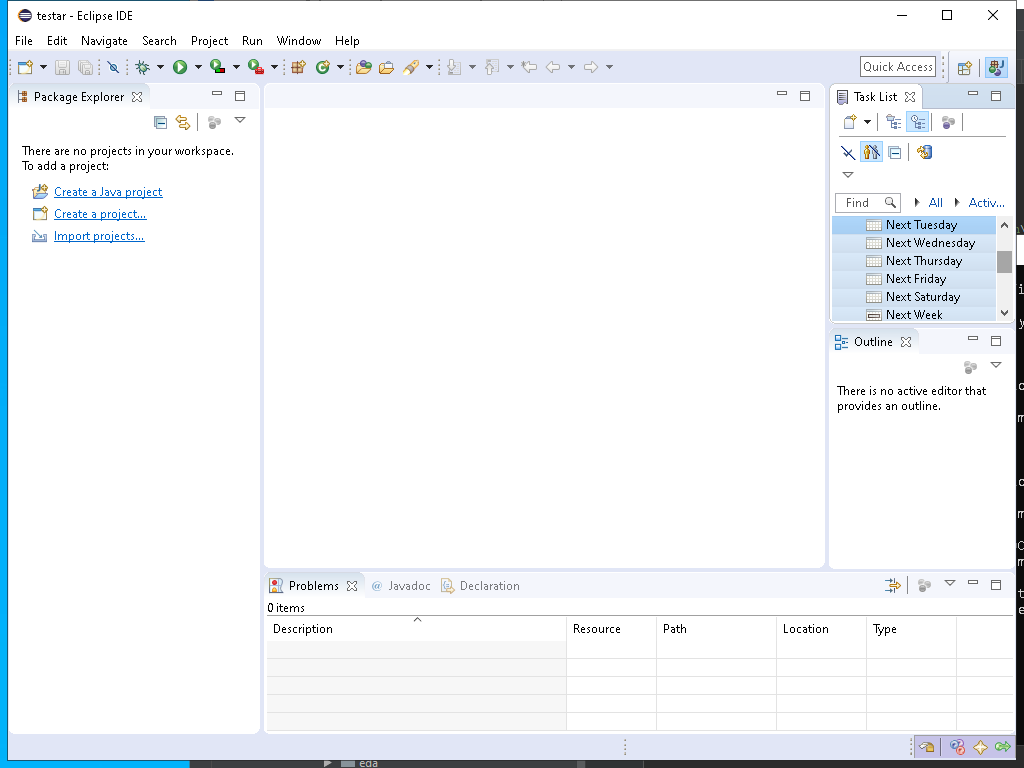 testar - Eclipse IDE
File Edit Navigate Search Project Run Window Help
Quick Access
Package Explorer
There are no projects in your workspace.
To add a project:
Create a Java project
Create a project...
Import projects...
Task List
Find All Activ...
Next Tuesday
Next Wednesday
Next Thursday
Next Friday
Next Saturday
Next Week
Outline
There is no active editor that
provides an outline.
Problems @ Javadoc Declaration
0 items
Description Resource Path Location Type
eda